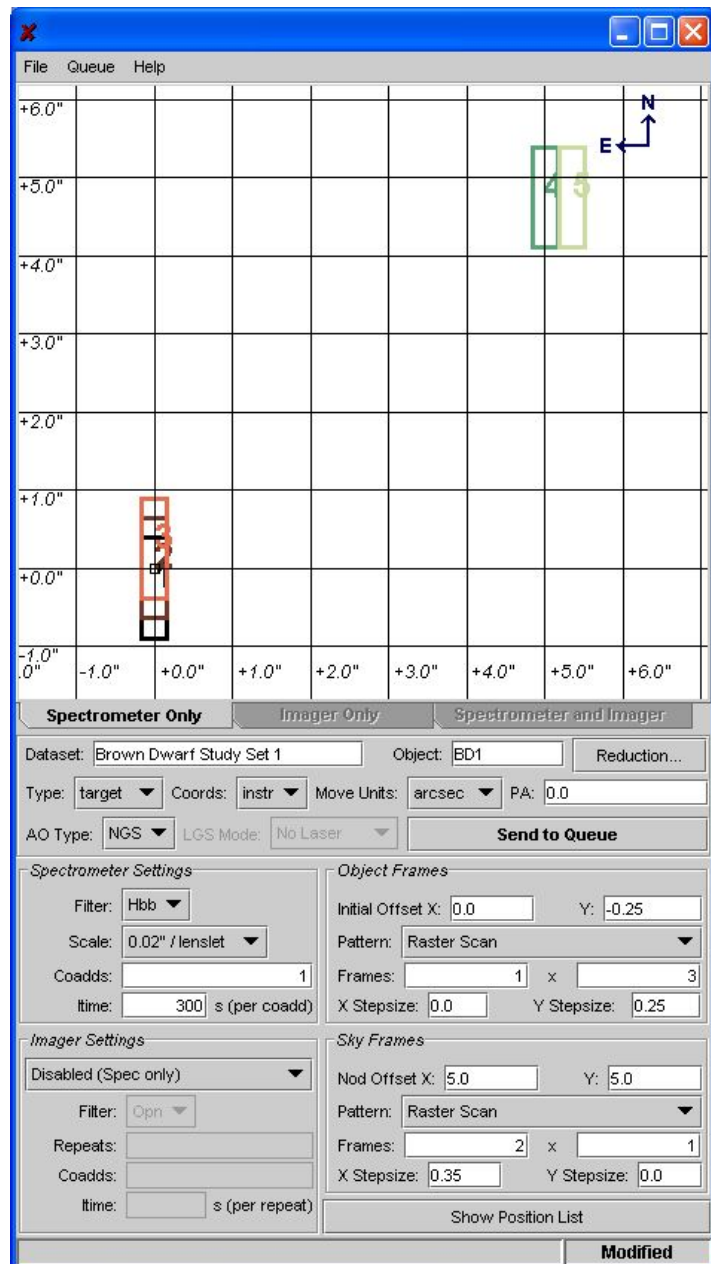 File Queue Help
+6.0"
N
E
+5.0"
4 5
+4.0"
+3.0"
+2.0"
+1.0"
3
+0.0"
-1.0"
.0" -1.0" +0.0" +1.0" +2.0" +3.0" +4.0" +5.0" +6.0"
Spectrometer Only Imager Only Spectrometer and Imager
Dataset: Brown Dwarf Study Set 1 Object: BD1 Reduction...
Type: target Coords: instr Move Units: arcsec PA: 0.0
AO Type: NGS LGS Mode: No Laser Send to Queue
Spectrometer Settings
Filter: Hbb
Scale: 0.02" / lenslet
Coadds: 1
Itime: 300 s (per coadd)
Object Frames
Initial Offset X: 0.0 Y: -0.25
Pattern: Raster Scan
Frames: 1 x 3
X Stepsize: 0.0 Y Stepsize: 0.25
Imager Settings
Disabled (Spec only)
Filter: Opn
Repeats:
Coadds:
Itime: s (per repeat)
Sky Frames
Nod Offset X: 5.0 Y: 5.0
Pattern: Raster Scan
Frames: 2 x 1
X Stepsize: 0.35 Y Stepsize: 0.0
Show Position List
Modified